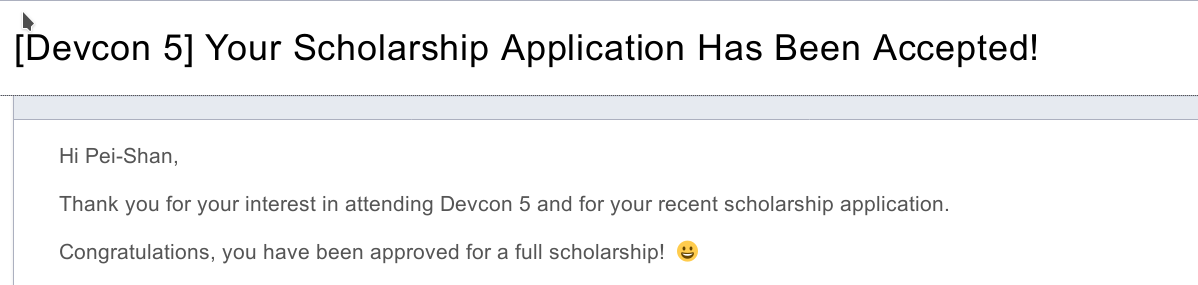 [Devcon 5] Your Scholarship Application Has Been Accepted!
Hi Pei-Shan,
Thank you for your interest in attending Devcon 5 and for your recent scholarship application.
Congratulations, you have been approved for a full scholarship! 😀